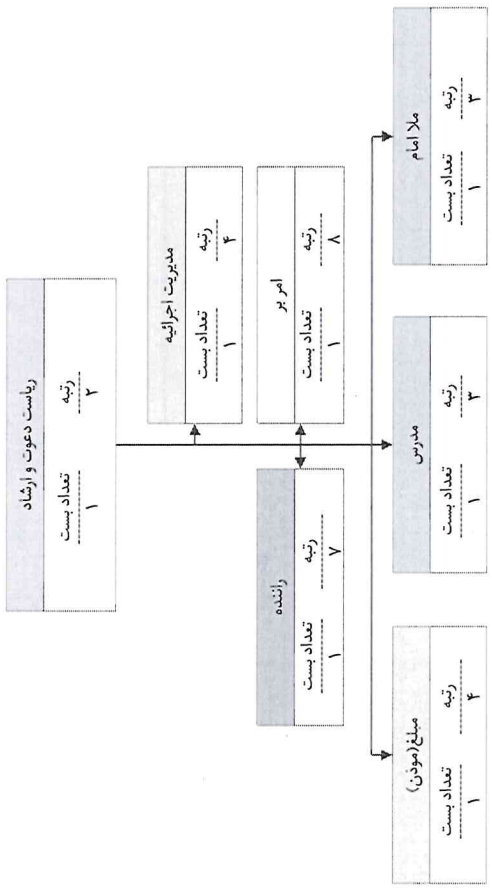 ریاست دعوت و ارشاد
رتبه تعداد بست
۲ ۱
مدیریت اجرائیه
رتبه تعداد بست
۴ ۱
امر بر
رتبه تعداد بست
۸ ۱
راننده
رتبه تعداد بست
۷ ۱
ملا امام
رتبه تعداد بست
۳ ۱
مدرس
رتبه تعداد بست
۳ ۱
مبلغ(موذن)
رتبه تعداد بست
۴ ۱